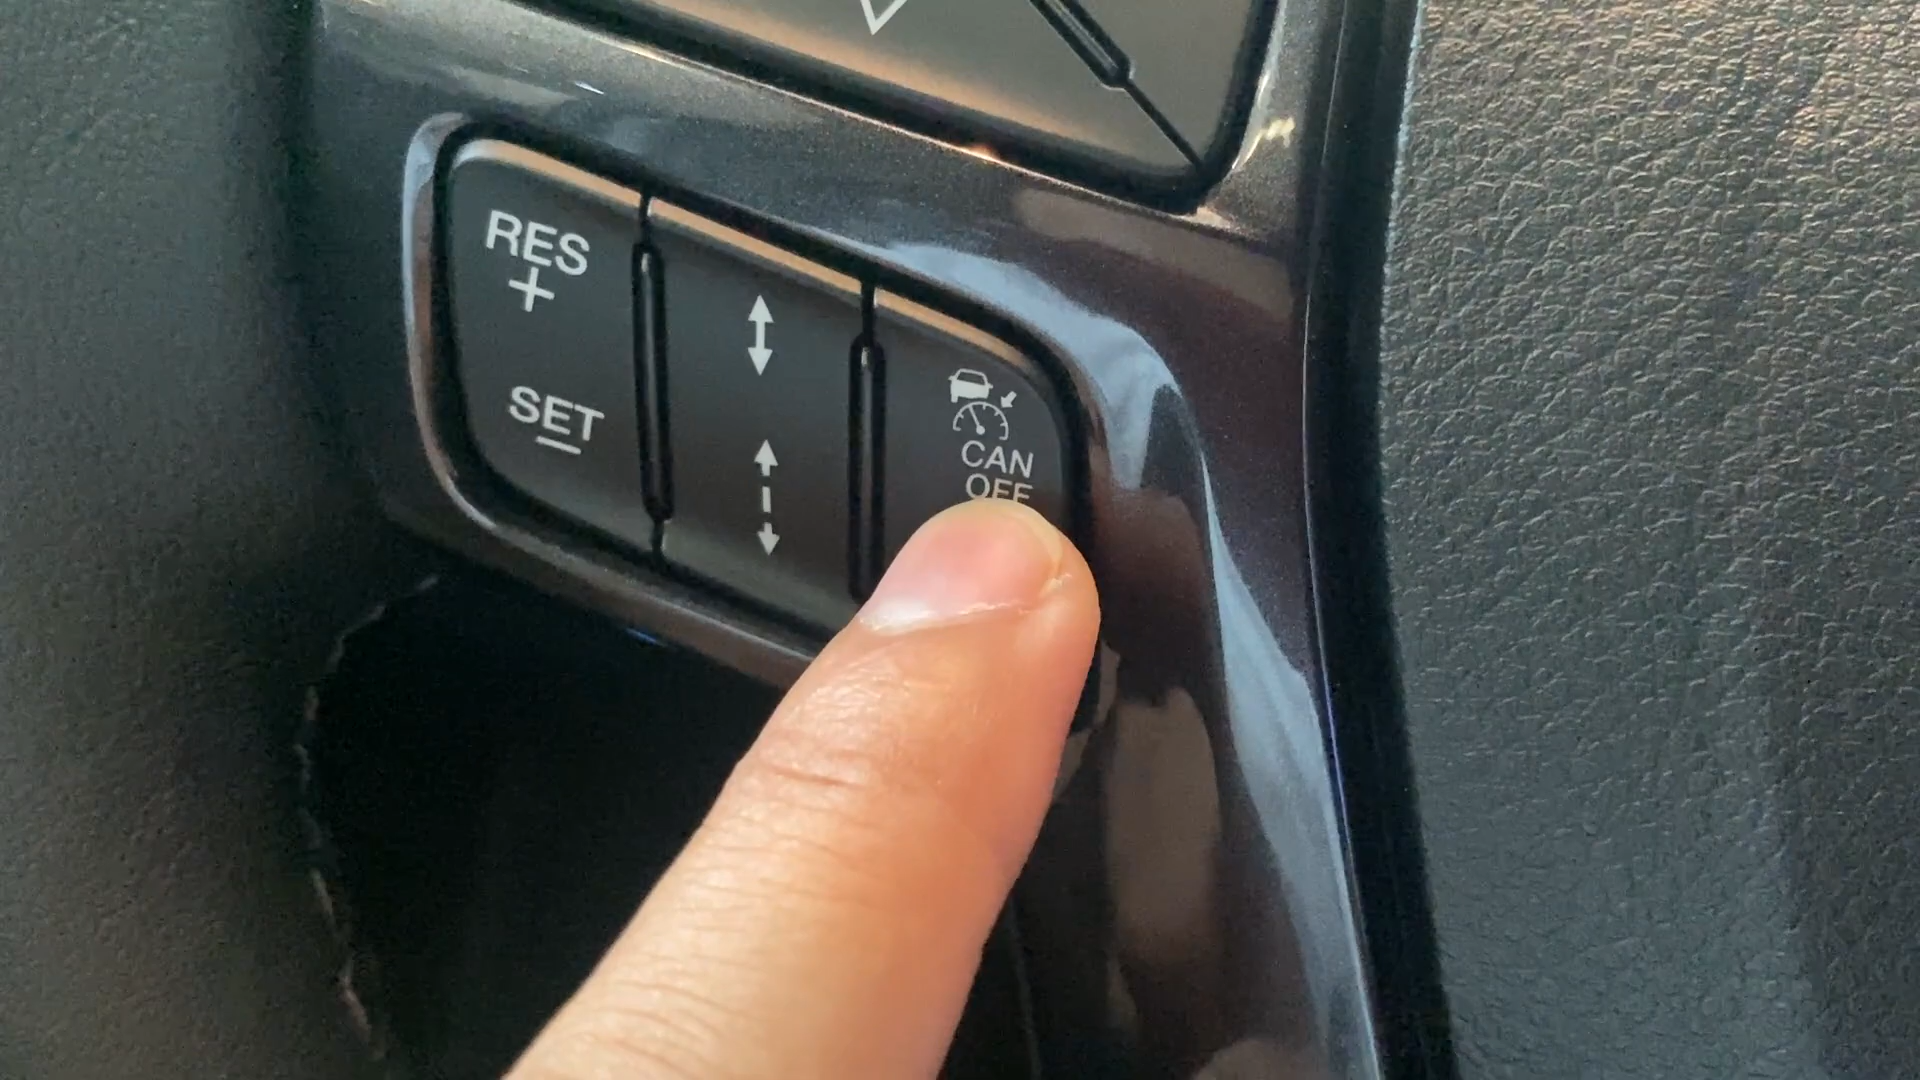 RES
+
SET
–
CAN
OFF